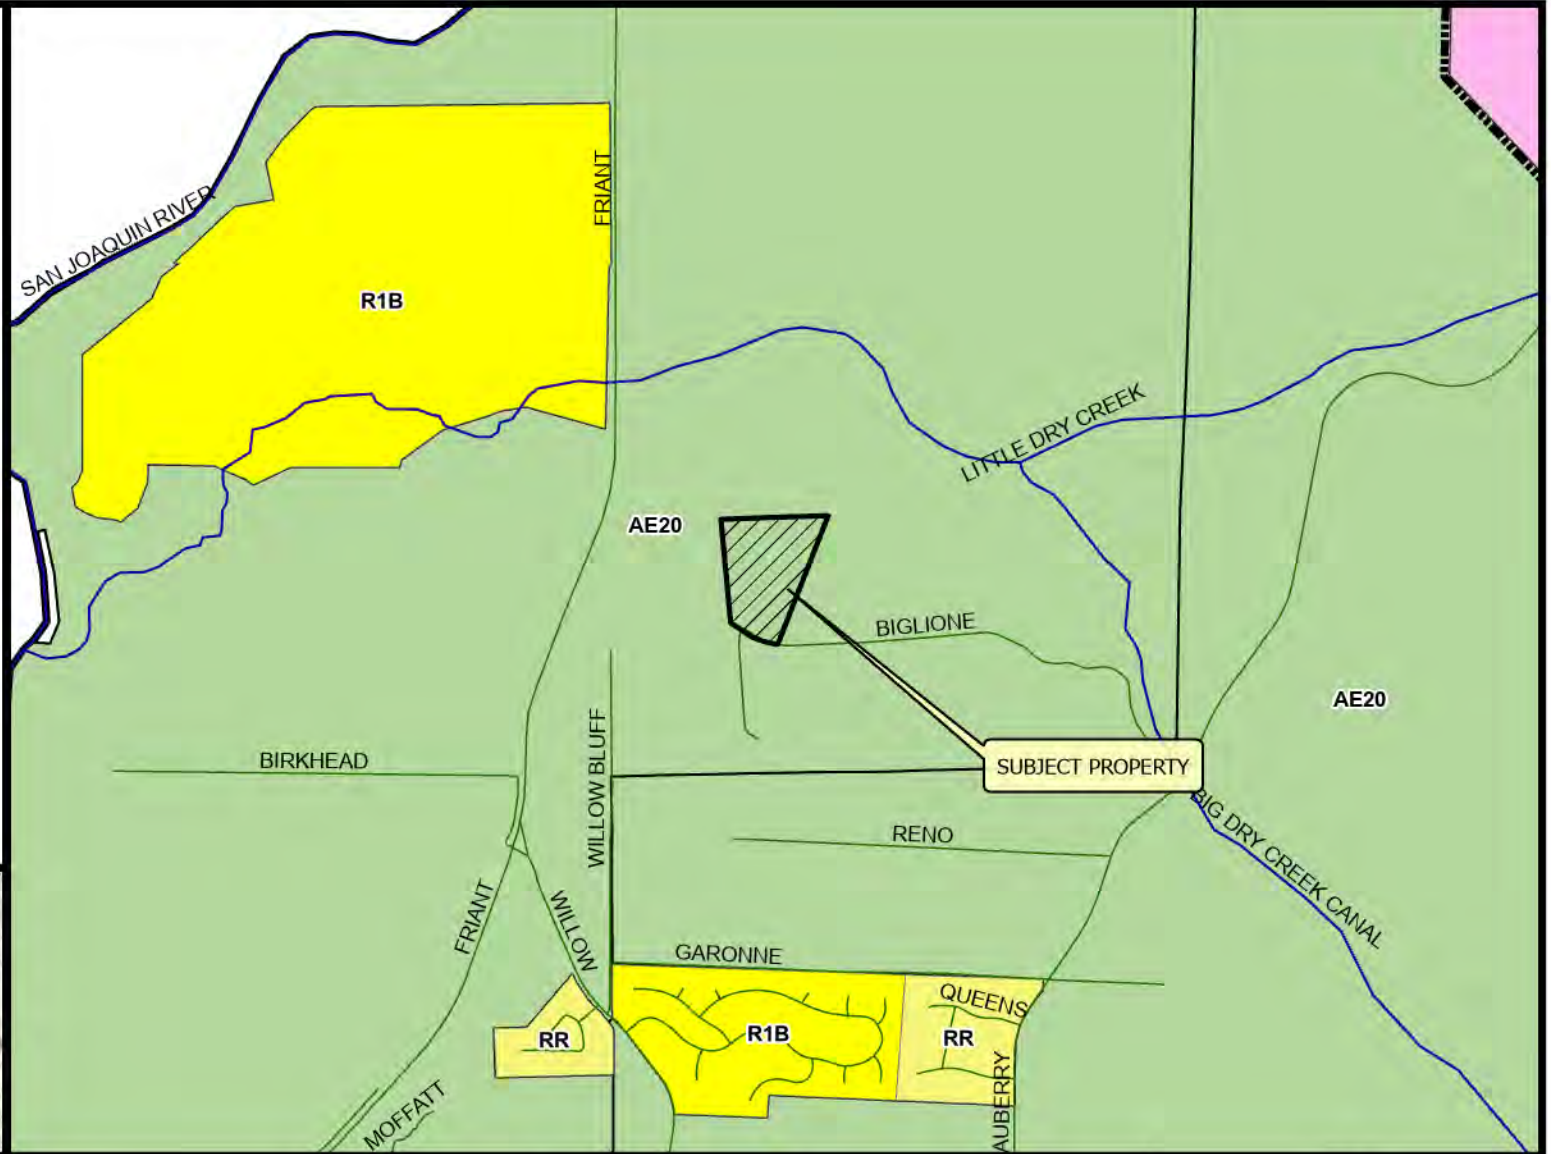 FRIANT
SAN JOAQUIN RIVER
R1B
LITTLE DRY CREEK
AE20
BIGLIONE
AE20
WILLOW BLUFF
BIRKHEAD
SUBJECT PROPERTY
BIG DRY CREEK CANAL
RENO
FRIANT
WILLOW
GARONNE
QUEENS
RR
R1B
RR
AUBERRY
MOFFATT